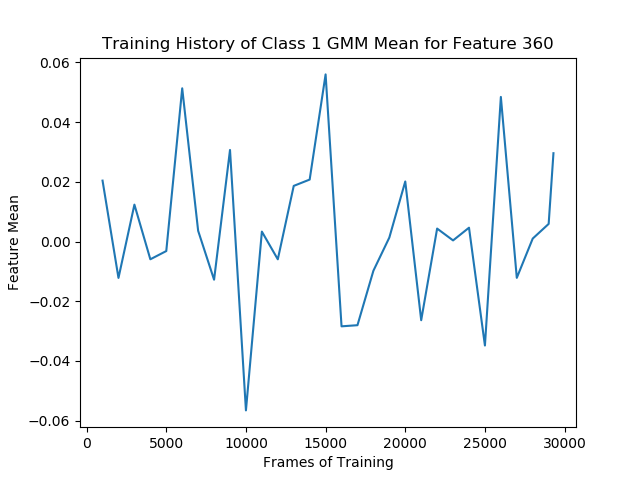 Training History of Class 1 GMM Mean for Feature 360
0.06
0.04
0.02
0.00
−0.02
−0.04
−0.06
Feature Mean
0 5000 10000 15000 20000 25000 30000
Frames of Training